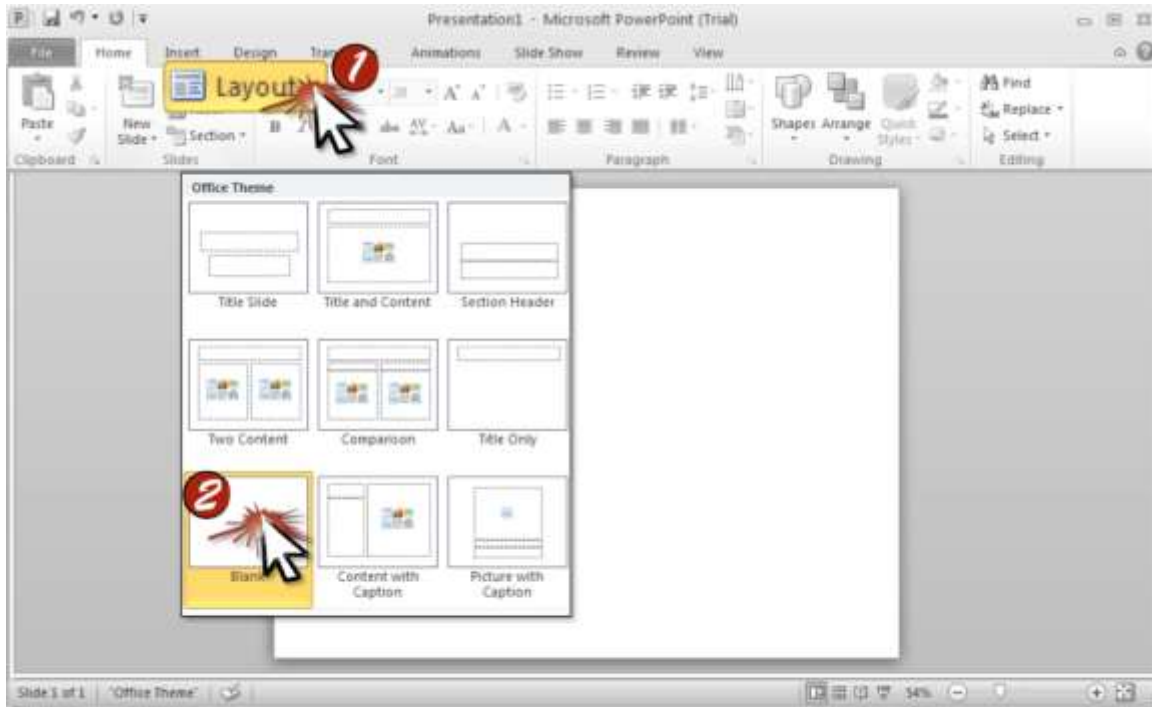 Presentation1 - Microsoft PowerPoint (Trial)
File Home Insert Design Animations Slide Show Review View
1
Layout
Paste
New
Slide
Section
Shapes Arrange Quick
Styles
Find
Replace
Select
Clipboard Slides Font Paragraph Drawing Editing
Office Theme
Title Slide Title and Content Section Header
Two Content Comparison Title Only
2
Content with
Caption
Picture with
Caption
Slide 1 of 1 "Office Theme" 54%